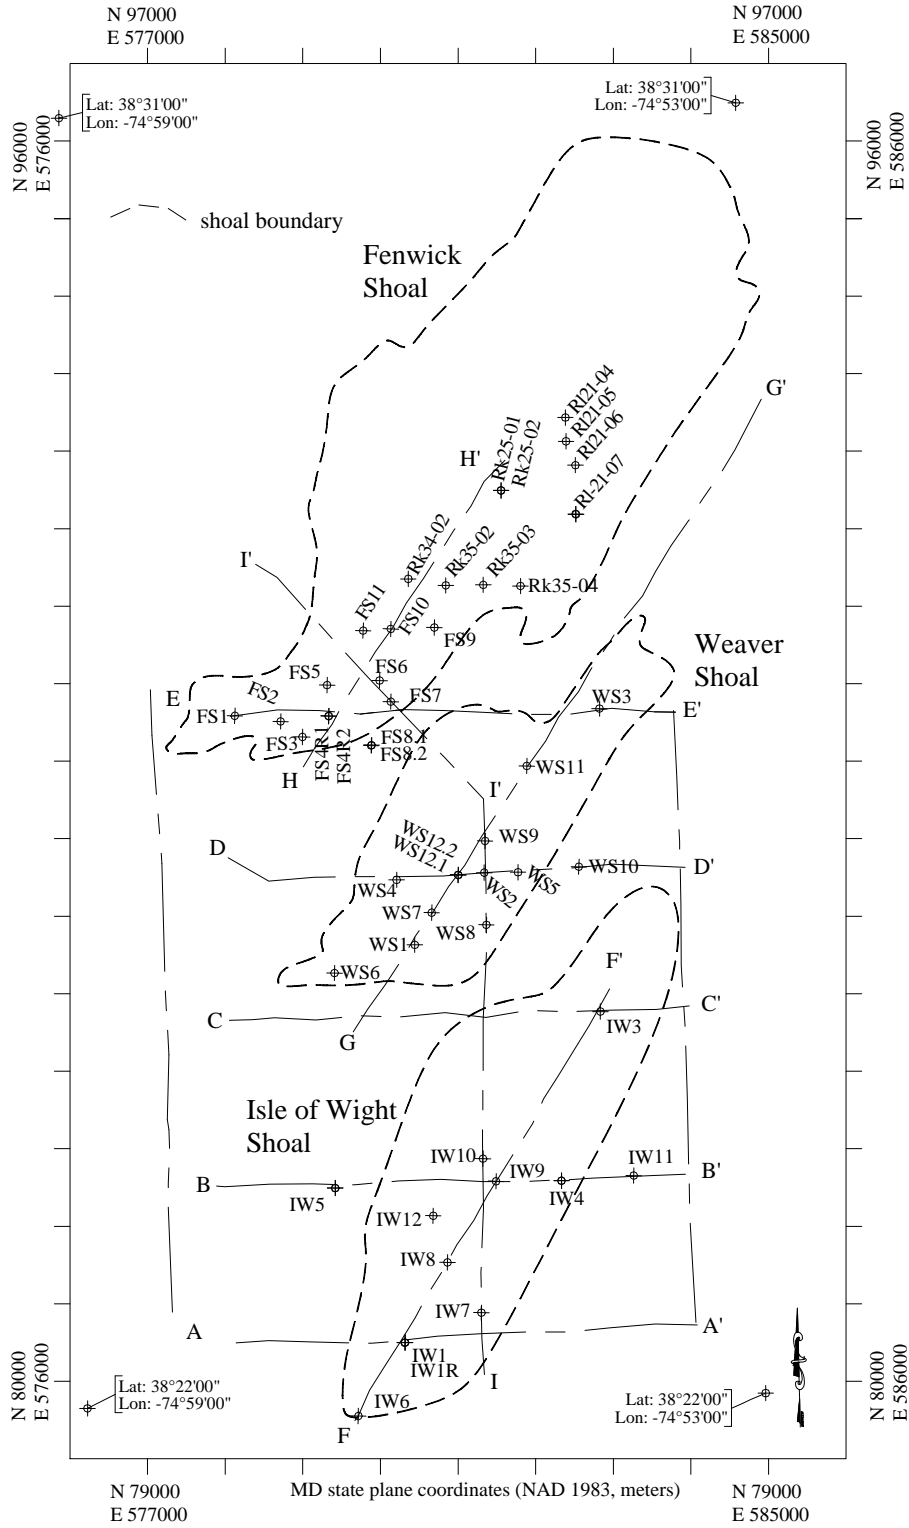 N 97000
E 577000
N 97000
E 585000
Lat: 38°31'00"
Lon: -74°59'00"
Lat: 38°31'00"
Lon: -74°53'00"
N 96000
E 576000
N 96000
E 586000
shoal boundary
Fenwick
Shoal
G'
Rl21-04
Rl21-05
Rl21-06
Rl-21-07
H'
Rk25-01
Rk25-02
I'
Rk34-02
Rk35-02
Rk35-03
Rk35-04
FS11
FS10
FS9
Weaver
Shoal
FS5
FS6
FS7
E
FS2
FS1
FS3
FS4R1
FS4R2
FS8.1
FS8.2
WS3
E'
H
WS11
I'
D
WS12.2
WS12.1
WS9
WS4
WS2
WS5
WS10
D'
WS7
WS8
WS1
WS6
F'
C
G
IW3
C'
Isle of Wight
Shoal
IW10
IW9
IW11
B
IW5
IW4
B'
IW12
IW8
IW7
A
IW1
IW1R
A'
I
IW6
F
Lat: 38°22'00"
Lon: -74°59'00"
Lat: 38°22'00"
Lon: -74°53'00"
N 80000
E 576000
N 80000
E 586000
N 79000
E 577000
MD state plane coordinates (NAD 1983, meters)
N 79000
E 585000